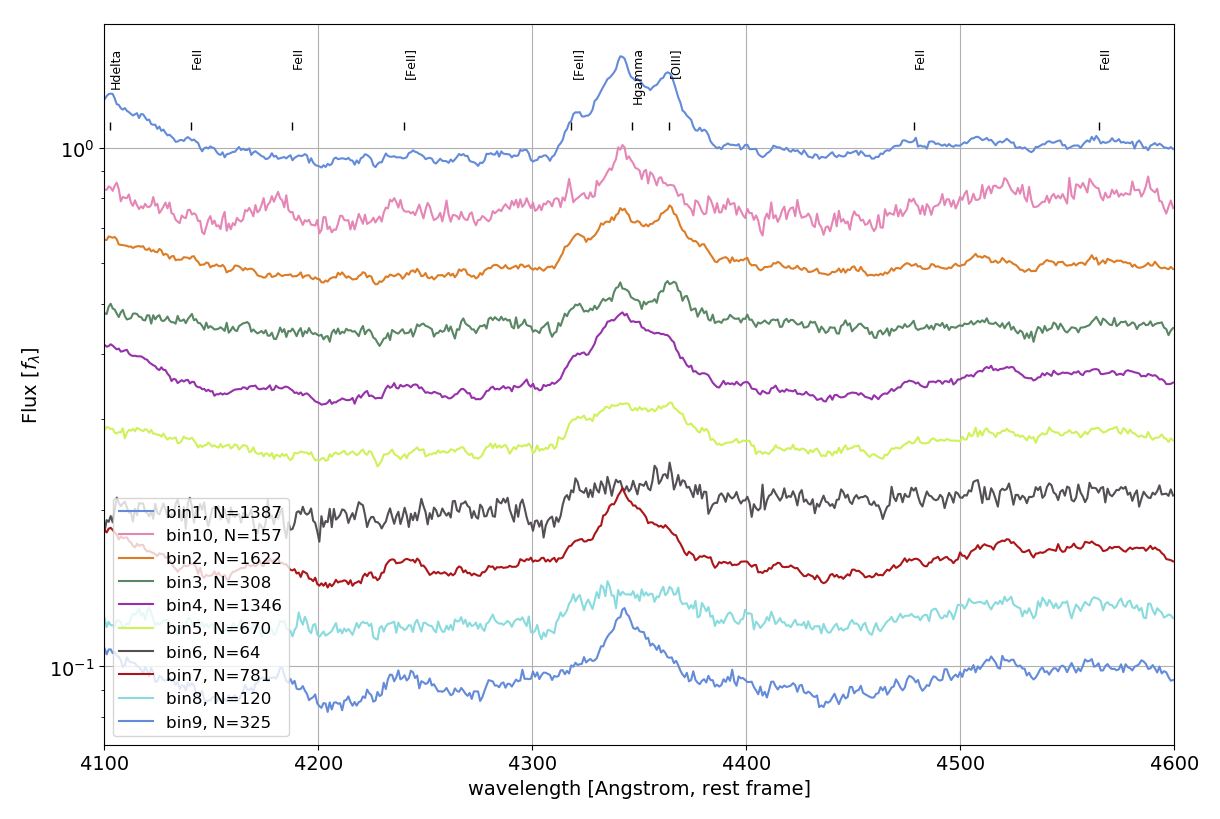 Hdelta
FeII
FeII
[FeII]
[FeII]
Hgamma
[OIII]
FeII
FeII
10^0
10^-1
Flux [f_λ]
bin1, N=1387
bin10, N=157
bin2, N=1622
bin3, N=308
bin4, N=1346
bin5, N=670
bin6, N=64
bin7, N=781
bin8, N=120
bin9, N=325
4100 4200 4300 4400 4500 4600
wavelength [Angstrom, rest frame]